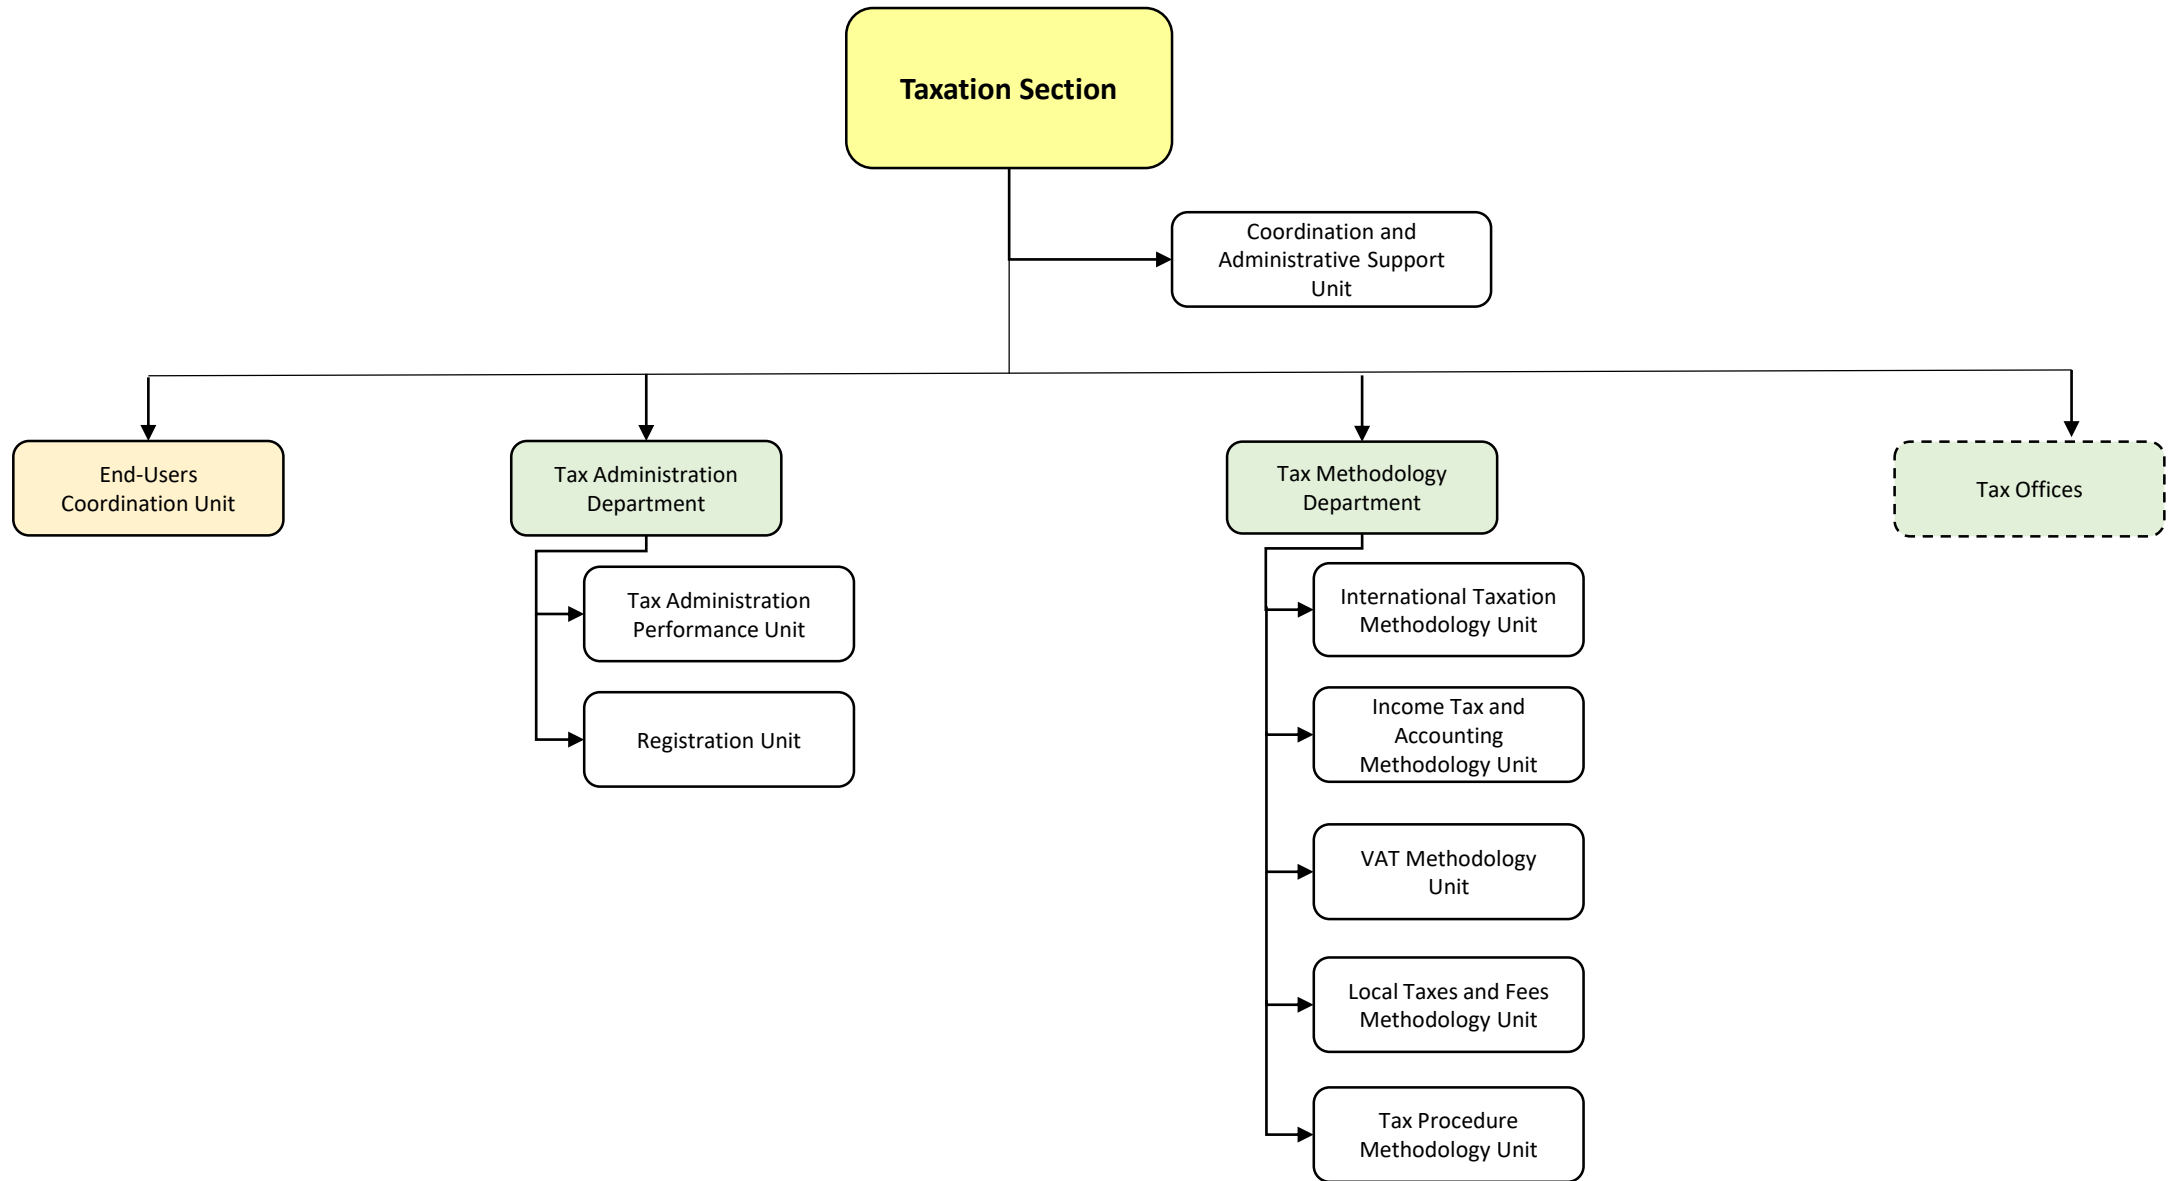 Taxation Section
Coordination and
Administrative Support
Unit
End-Users
Coordination Unit
Tax Administration
Department
Tax Methodology
Department
Tax Offices
Tax Administration
Performance Unit
Registration Unit
International Taxation
Methodology Unit
Income Tax and
Accounting
Methodology Unit
VAT Methodology
Unit
Local Taxes and Fees
Methodology Unit
Tax Procedure
Methodology Unit